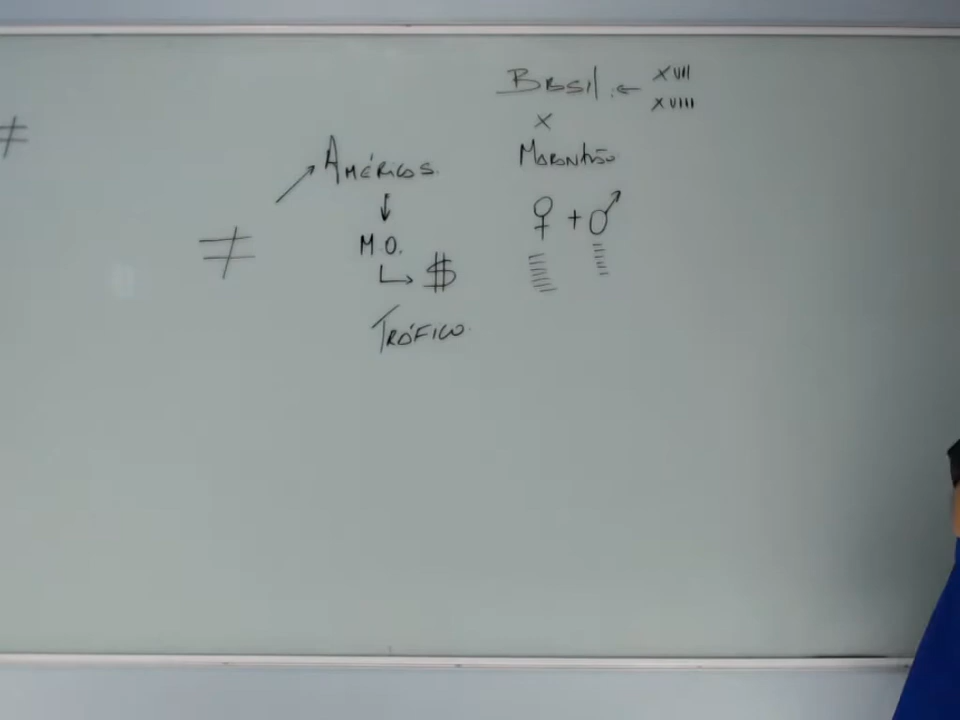 ≠
≠
↗ Américas.
↓
M.O.
↳ $
Tráfico.
Brasil. ←
XVII
XVIII
×
Maranhão
♀ + ♂